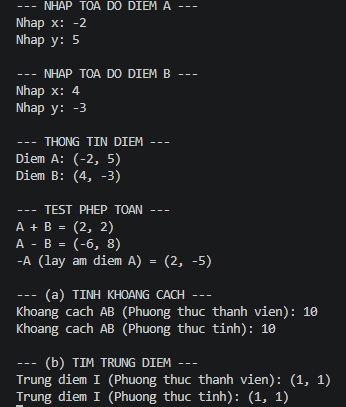 --- NHAP TOA DO DIEM A ---
Nhap x: -2
Nhap y: 5
--- NHAP TOA DO DIEM B ---
Nhap x: 4
Nhap y: -3
--- THONG TIN DIEM ---
Diem A: (-2, 5)
Diem B: (4, -3)
--- TEST PHEP TOAN ---
A + B = (2, 2)
A - B = (-6, 8)
-A (lay am diem A) = (2, -5)
--- (a) TINH KHOANG CACH ---
Khoang cach AB (Phuong thuc thanh vien): 10
Khoang cach AB (Phuong thuc tinh): 10
--- (b) TIM TRUNG DIEM ---
Trung diem I (Phuong thuc thanh vien): (1, 1)
Trung diem I (Phuong thuc tinh): (1, 1)